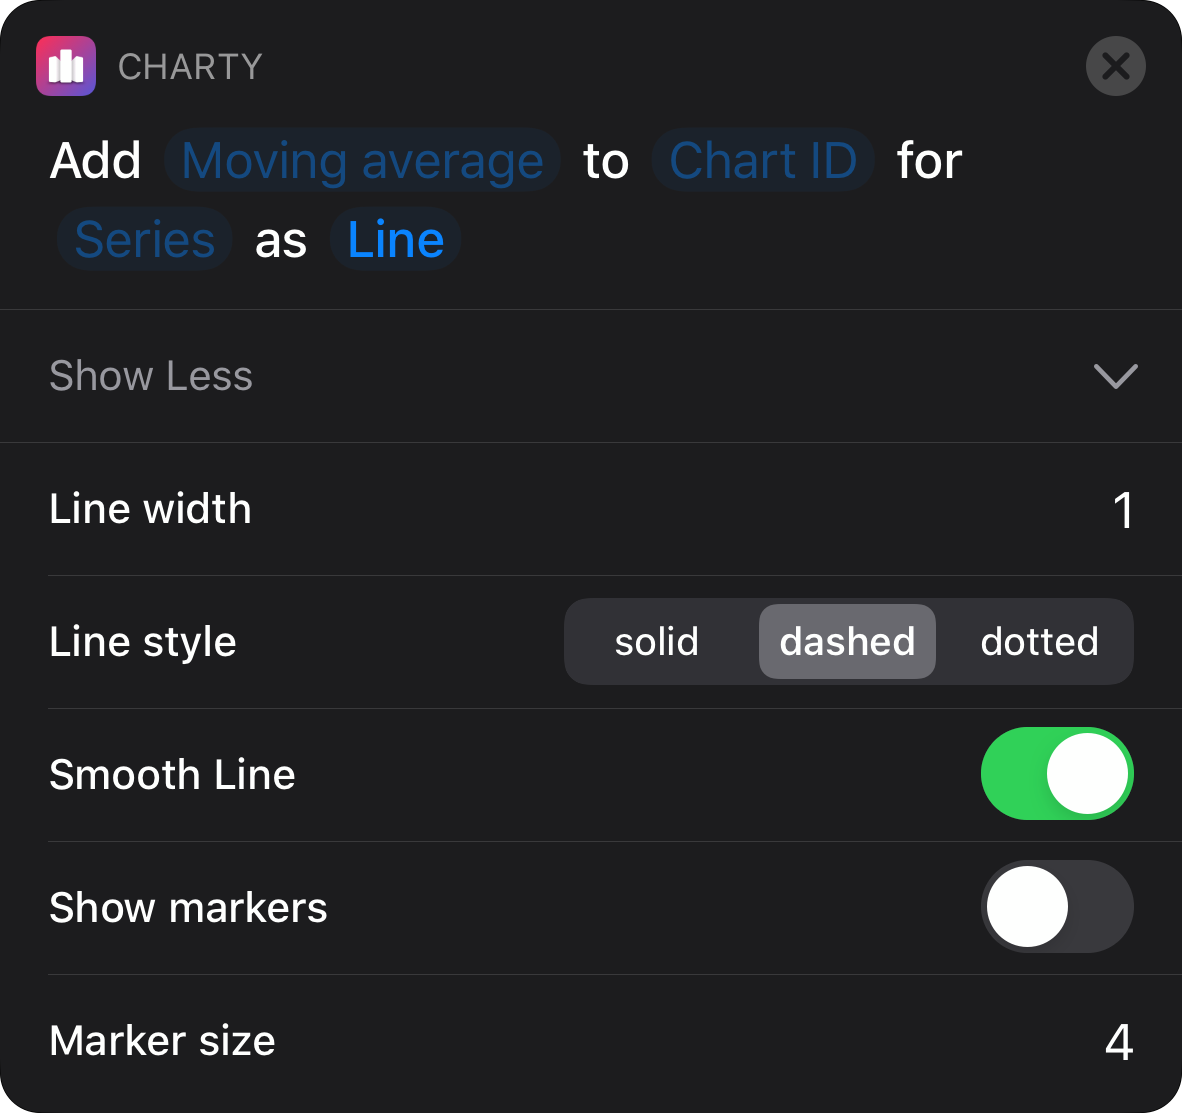 CHARTY
Add Moving average to Chart ID for
Series as Line
Show Less
Line width 1
Line style solid dashed dotted
Smooth Line
Show markers
Marker size 4